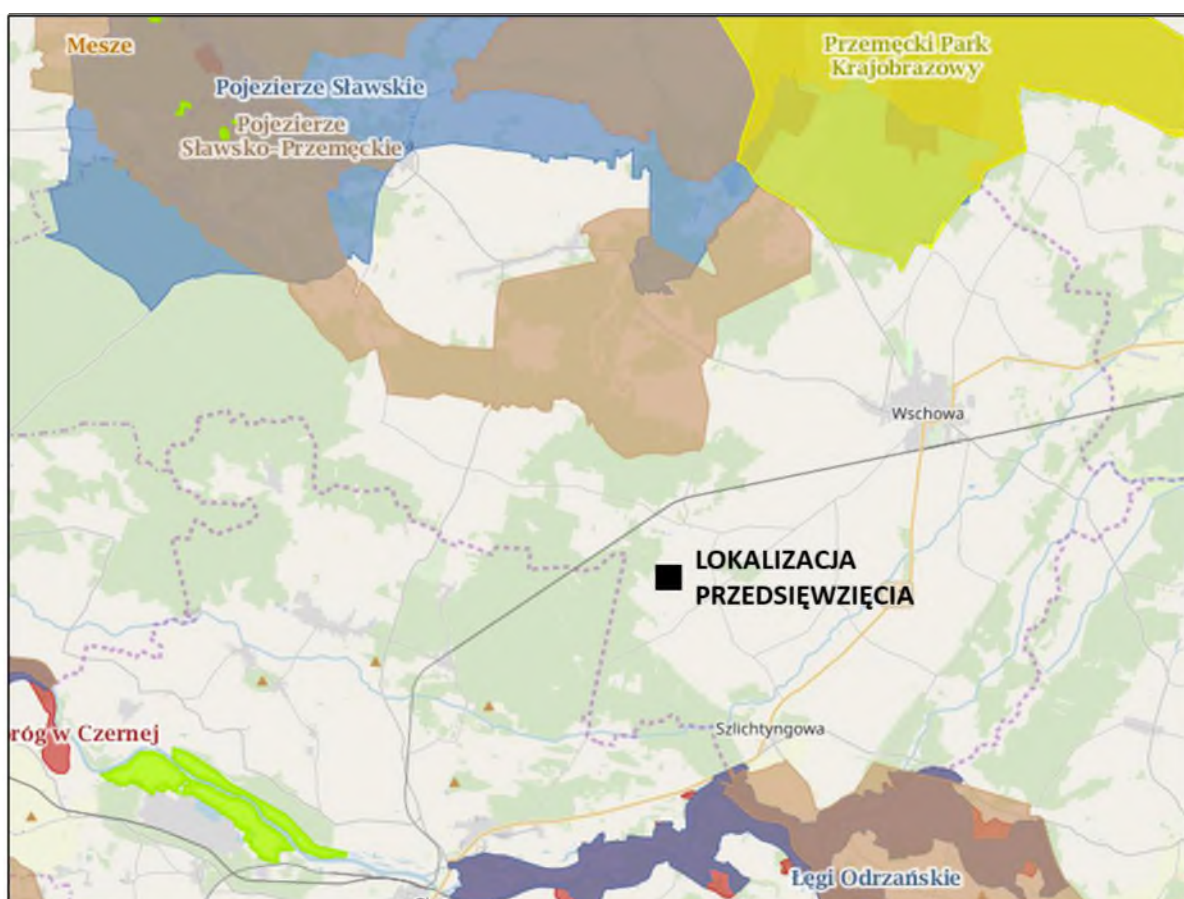 Mesze
Przemęcki Park
Krajobrazowy
Pojezierze Sławskie
Pojezierze
Sławsko-Przemęckie
Wschowa
LOKALIZACJA
PRZEDSIĘWZIĘCIA
Szlichtyngowa
róg w Czernej
Łęgi Odrzańskie